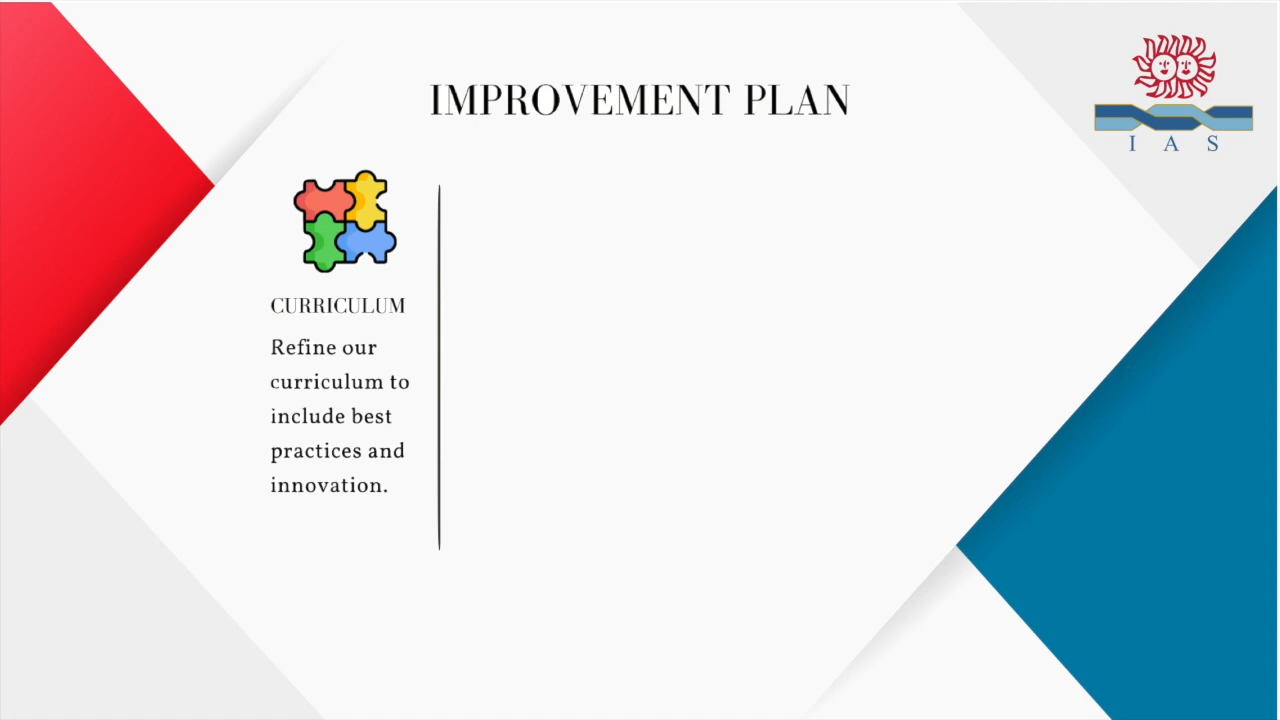 IMPROVEMENT PLAN
I A S
CURRICULUM
Refine our
curriculum to
include best
practices and
innovation.